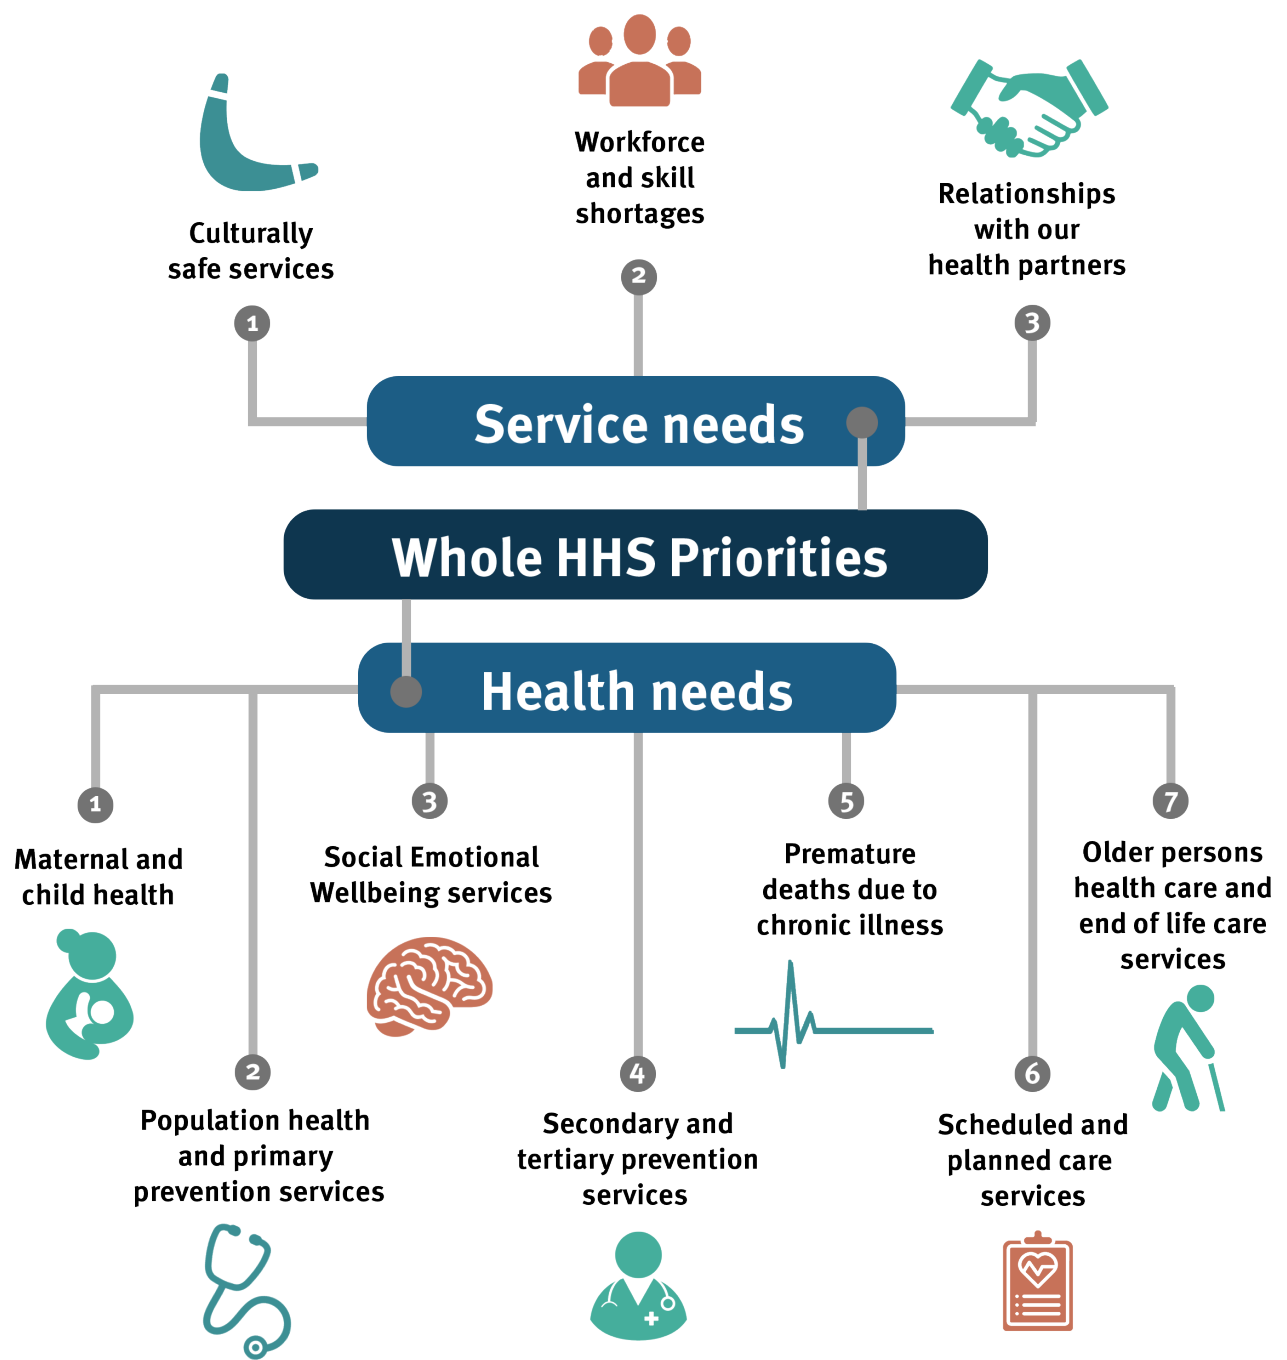 Culturally
safe services
1
Workforce
and skill
shortages
2
Relationships
with our
health partners
3
Service needs
Whole HHS Priorities
Health needs
1
Maternal and
child health
2
Population health
and primary
prevention services
3
Social Emotional
Wellbeing services
4
Secondary and
tertiary prevention
services
5
Premature
deaths due to
chronic illness
6
Scheduled and
planned care
services
7
Older persons
health care and
end of life care
services